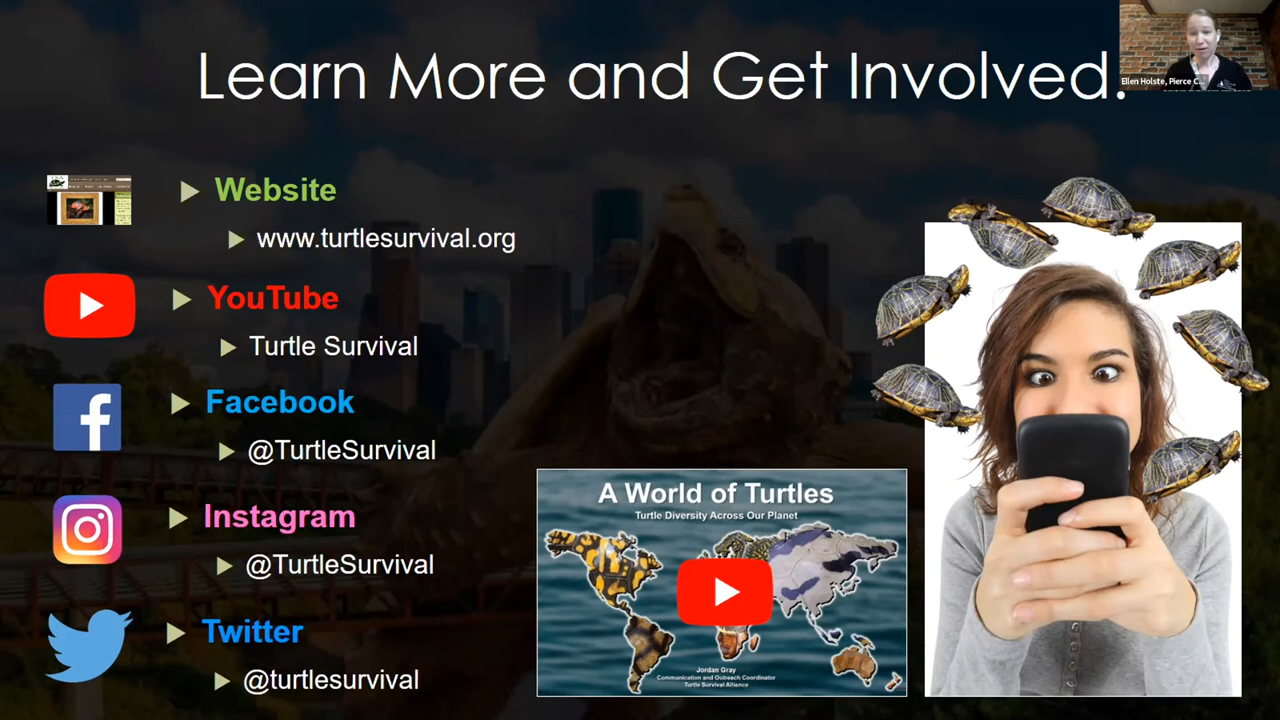 Learn More and Get Involved!
Ellen Holste, Pierce C...
Website
www.turtlesurvival.org
YouTube
Turtle Survival
Facebook
@TurtleSurvival
Instagram
@TurtleSurvival
Twitter
@turtlesurvival
A World of Turtles
Turtle Diversity Across Our Planet
Jordan Gray
Communication and Outreach Coordinator
Turtle Survival Alliance